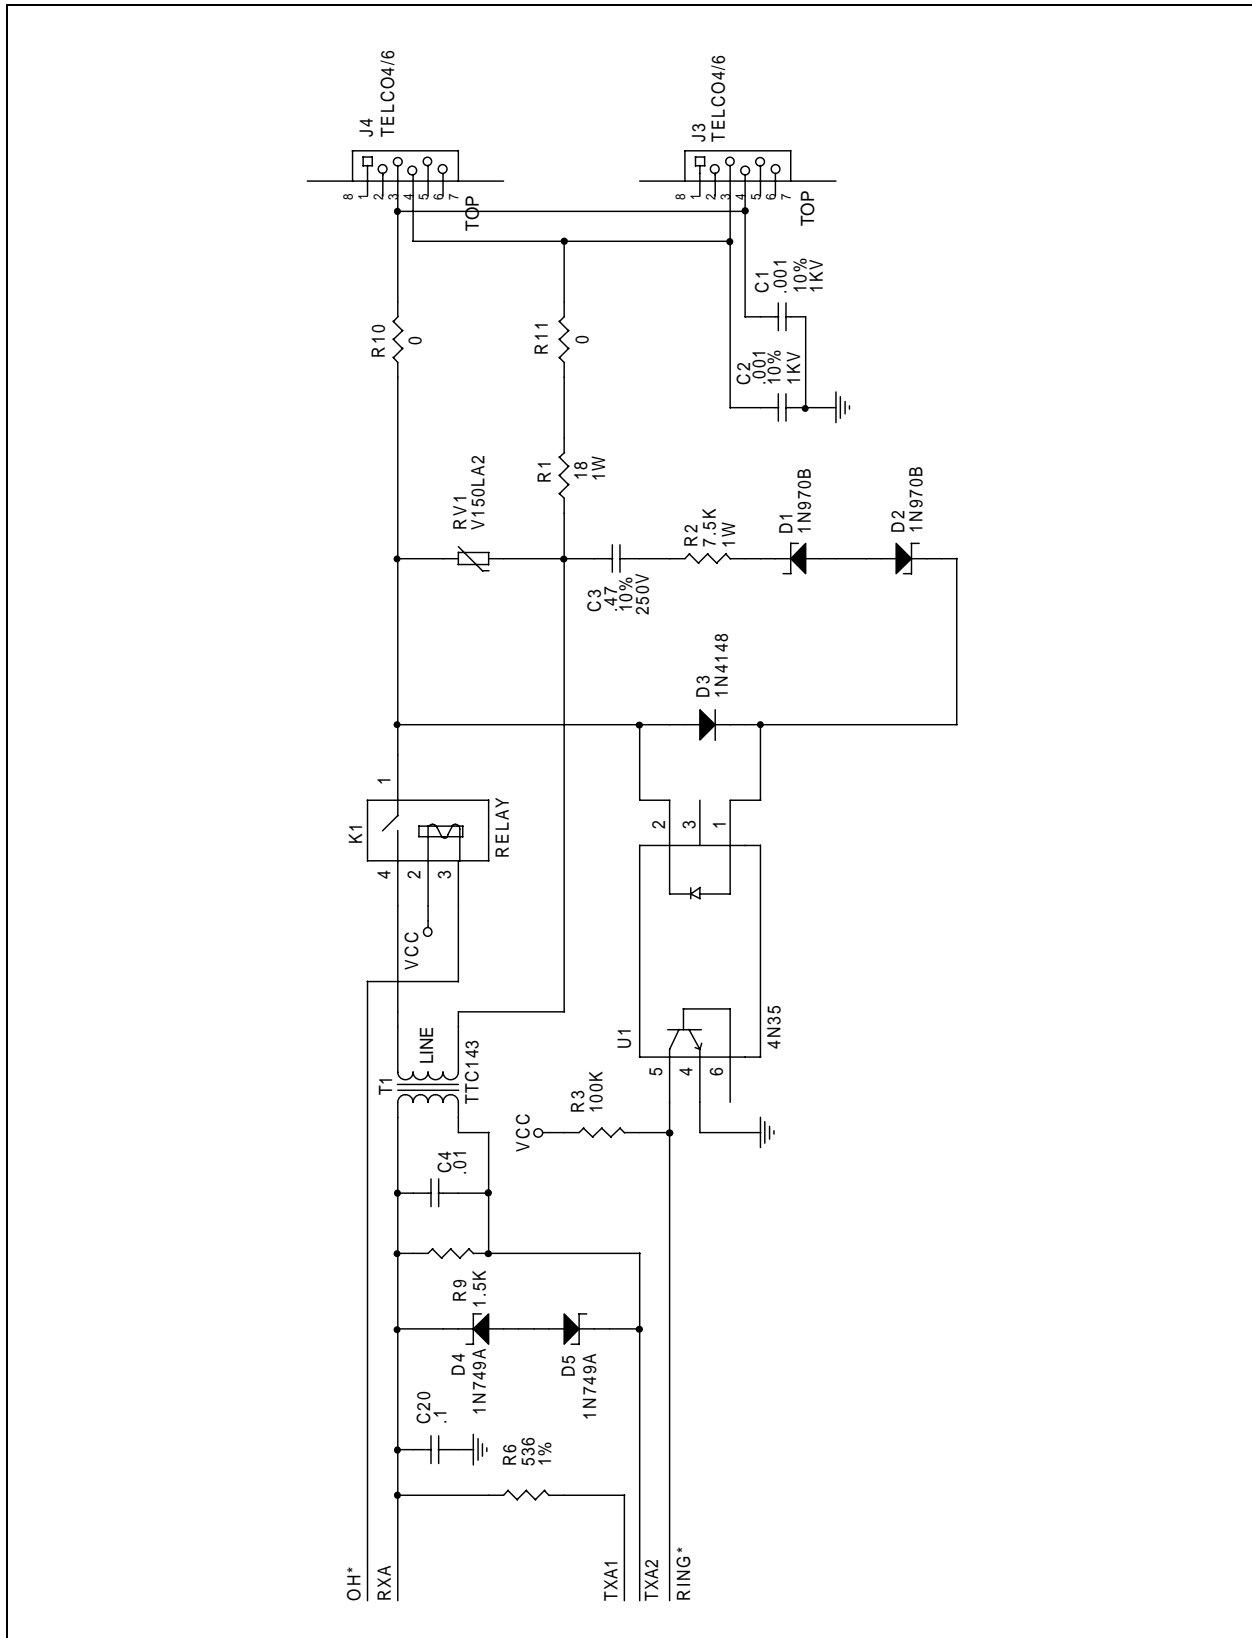 J4
TELCO4/6
8
1
2
3
4
5
6
7
TOP
J3
TELCO4/6
8
1
2
3
4
5
6
7
TOP
R10
0
R11
0
C1
.001
10%
1KV
C2
.001
10%
1KV
RV1
V150LA2
R1
18
1W
C3
.47
10%
250V
R2
7.5K
1W
D1
1N970B
D2
1N970B
D3
1N4148
K1
1
4
2
3
RELAY
VCC
2
3
1
U1
5
4
6
4N35
T1
LINE
TTC143
VCC
R3
100K
C4
.01
R9
1.5K
D4
1N749A
D5
1N749A
C20
.1
R6
536
1%
OH*
RXA
TXA1
TXA2
RING*